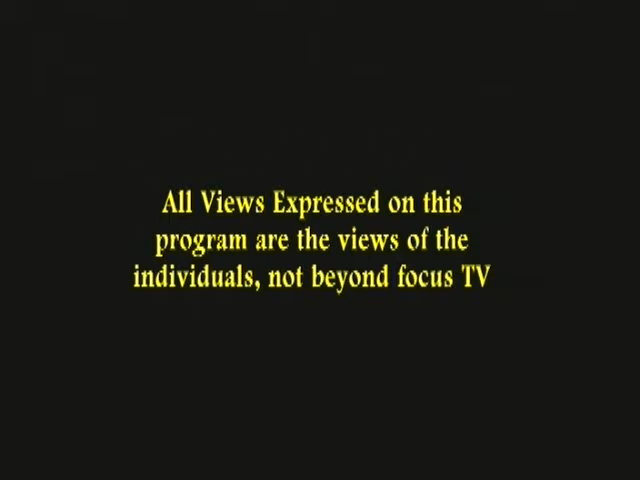 All Views Expressed on this
program are the views of the
individuals, not beyond focus TV